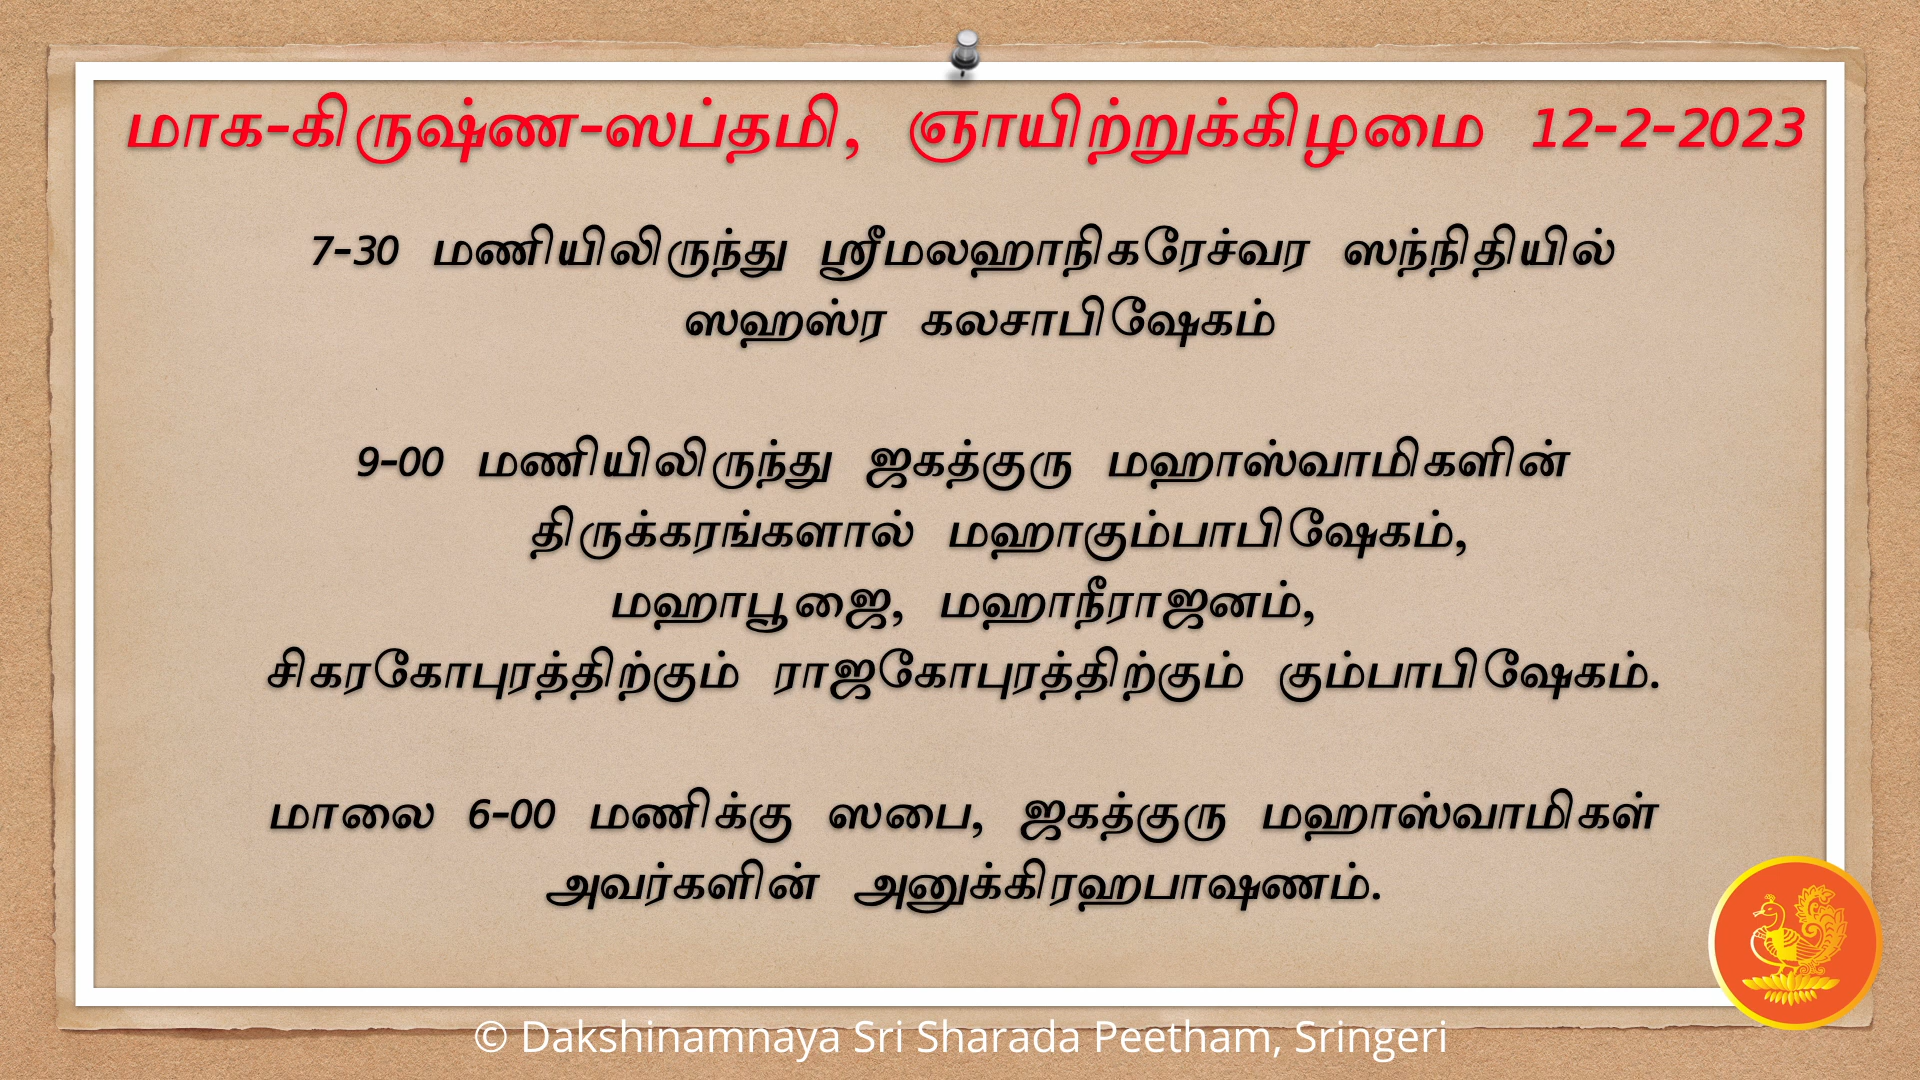 மாக-கிருஷ்ண-ஸப்தமி, ஞாயிற்றுக்கிழமை 12-2-2023
7-30 மணியிலிருந்து ஸ்ரீமலஹாநிகரேச்வர ஸந்நிதியில்
ஸஹஸ்ர கலசாபிஷேகம்
9-00 மணியிலிருந்து ஜகத்குரு மஹாஸ்வாமிகளின்
திருக்கரங்களால் மஹாகும்பாபிஷேகம்,
மஹாபூஜை, மஹாநீராஜனம்,
சிகரகோபுரத்திற்கும் ராஜகோபுரத்திற்கும் கும்பாபிஷேகம்.
மாலை 6-00 மணிக்கு ஸபை, ஜகத்குரு மஹாஸ்வாமிகள்
அவர்களின் அனுக்கிரஹபாஷணம்.
© Dakshinamnaya Sri Sharada Peetham, Sringeri